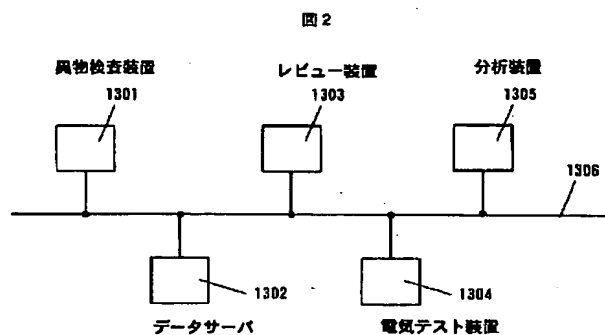 図2
異物検査装置
レビュー装置
分析装置
1301
1303
1305
1306
1302
1304
データサーバ
電気テスト装置